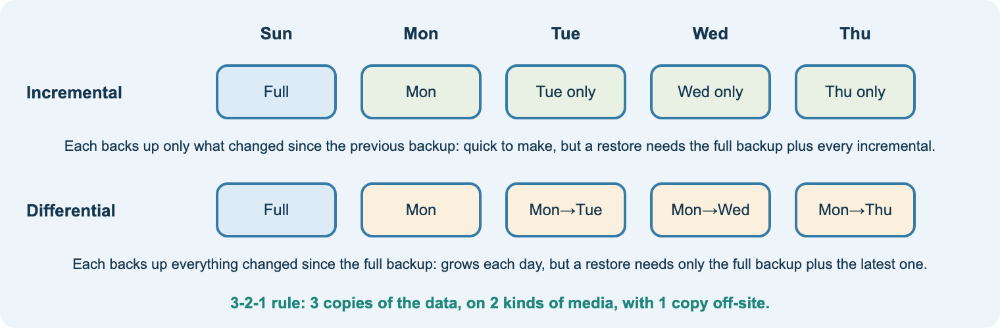 Sun Mon Tue Wed Thu
Incremental Full Mon Tue only Wed only Thu only
Each backs up only what changed since the previous backup: quick to make, but a restore needs the full backup plus every incremental.
Differential Full Mon Mon→Tue Mon→Wed Mon→Thu
Each backs up everything changed since the full backup: grows each day, but a restore needs only the full backup plus the latest one.
3-2-1 rule: 3 copies of the data, on 2 kinds of media, with 1 copy off-site.